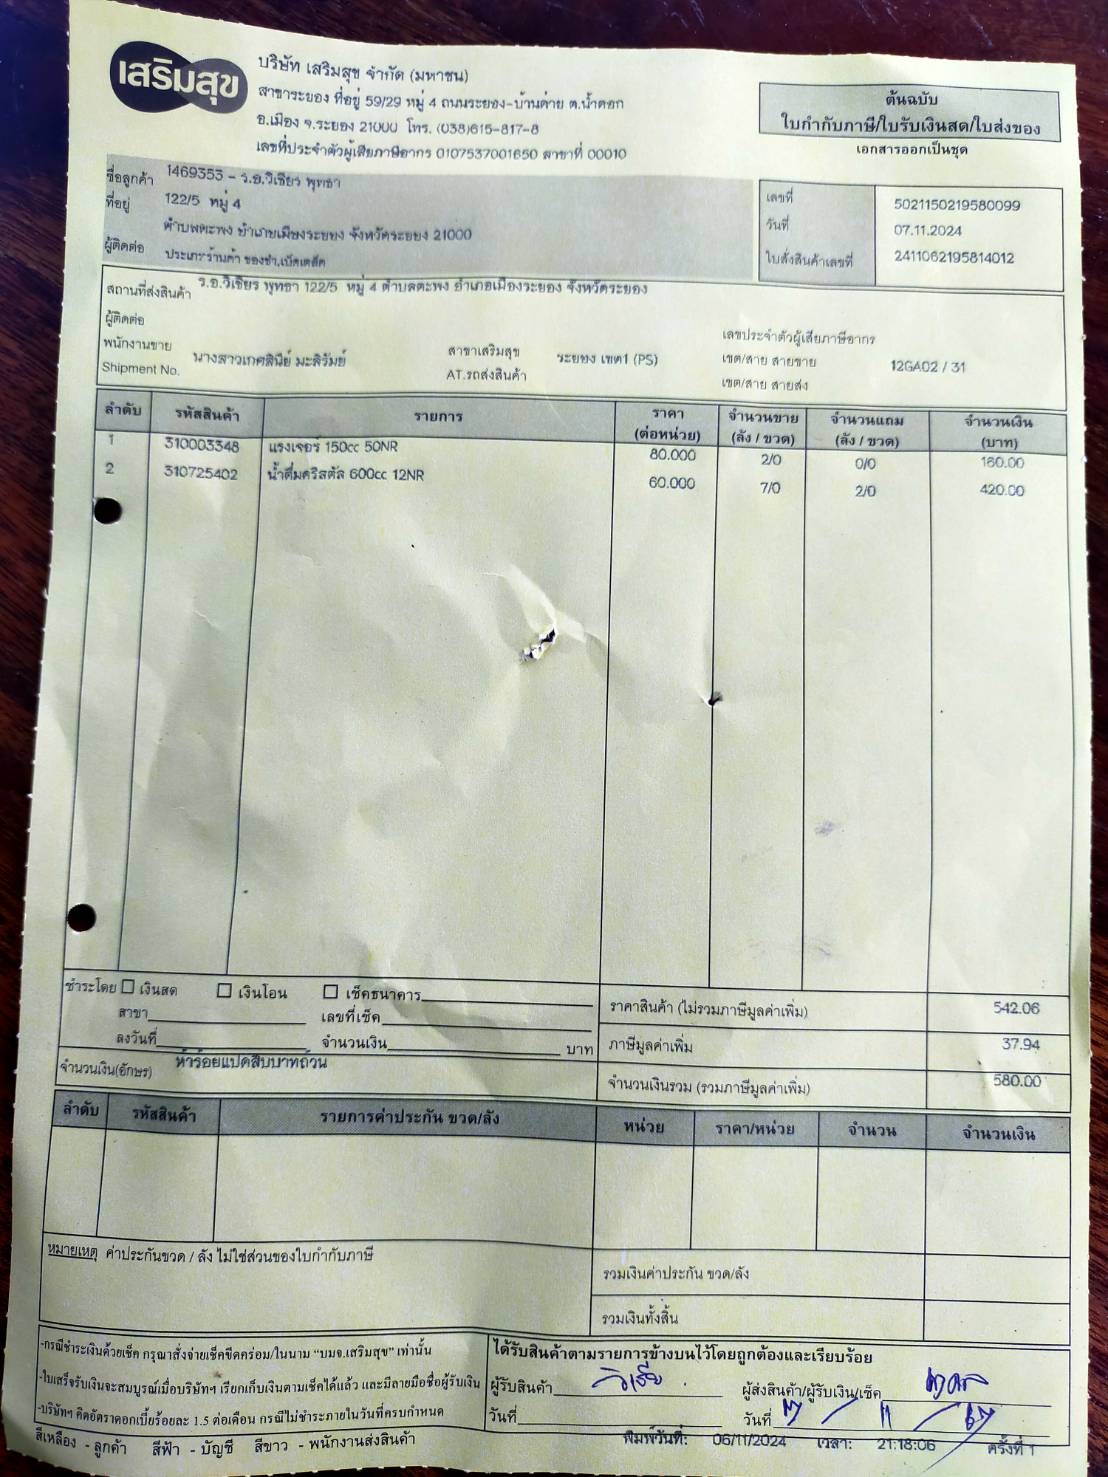 เสริมสุข
บริษัท เสริมสุข จำกัด (มหาชน)
สาขาระยอง ที่อยู่ 59/29 หมู่ 4 ถนนระยอง-บ้านค่าย ต.น้ำคอก
อ.เมือง จ.ระยอง 21000 โทร. (038)615-817-8
เลขที่ประจำตัวผู้เสียภาษีอากร 0107537001650 สาขาที่ 00010
ต้นฉบับ
ใบกำกับภาษี/ใบรับเงินสด/ใบส่งของ
เอกสารออกเป็นชุด
ชื่อลูกค้า 1469353 - ร.อ.วิเชียร พุทธา
ที่อยู่ 122/5 หมู่ 4
ตำบลตะพง อำเภอเมืองระยอง จังหวัดระยอง 21000
ผู้ติดต่อ ประเภทร้านค้า ของชำ,เบ็ดเตล็ด
เลขที่ 5021150219580099
วันที่ 07.11.2024
ใบสั่งสินค้าเลขที่ 2411062195814012
สถานที่ส่งสินค้า ร.อ.วิเชียร พุทธา 122/5 หมู่ 4 ตำบลตะพง อำเภอเมืองระยอง จังหวัดระยอง
ผู้ติดต่อ
พนักงานขาย นางสาวเกศสินีย์ มะลิรัมย์ สาขาเสริมสุข ระยอง เขต1 (PS)
Shipment No. AT.รถส่งสินค้า
เลขประจำตัวผู้เสียภาษีอากร
เขต/สาย สายขาย 12GA02 / 31
เขต/สาย สายส่ง
ลำดับ รหัสสินค้า รายการ ราคา (ต่อหน่วย) จำนวนขาย (ลัง / ขวด) จำนวนแถม (ลัง / ขวด) จำนวนเงิน (บาท)
1 310003348 แรงเยอร์ 150cc 50NR 80.000 2/0 0/0 160.00
2 310725402 น้ำดื่มคริสตัล 600cc 12NR 60.000 7/0 2/0 420.00
ชำระโดย เงินสด เงินโอน เช็คธนาคาร
สาขา เลขที่เช็ค
ลงวันที่ จำนวนเงิน บาท
จำนวนเงิน(อักษร) ห้าร้อยแปดสิบบาทถ้วน
ราคาสินค้า (ไม่รวมภาษีมูลค่าเพิ่ม) 542.06
ภาษีมูลค่าเพิ่ม 37.94
จำนวนเงินรวม (รวมภาษีมูลค่าเพิ่ม) 580.00
ลำดับ รหัสสินค้า รายการค่าประกัน ขวด/ลัง หน่วย ราคา/หน่วย จำนวน จำนวนเงิน
หมายเหตุ ค่าประกันขวด / ลัง ไม่ใช่ส่วนของใบกำกับภาษี
รวมเงินค่าประกัน ขวด/ลัง
รวมเงินทั้งสิ้น
-กรณีชำระเงินด้วยเช็ค กรุณาสั่งจ่ายเช็คขีดคร่อม/ในนาม "บมจ.เสริมสุข" เท่านั้น
-ใบเสร็จรับเงินจะสมบูรณ์เมื่อบริษัทฯ เรียกเก็บเงินตามเช็คได้แล้ว และมีลายมือชื่อผู้รับเงิน
-บริษัทฯ คิดอัตราดอกเบี้ยร้อยละ 1.5 ต่อเดือน กรณีไม่ชำระภายในวันที่ครบกำหนด
ได้รับสินค้าตามรายการข้างบนไว้โดยถูกต้องและเรียบร้อย
ผู้รับสินค้า ผู้ส่งสินค้า/ผู้รับเงิน/เช็ค
วันที่ วันที่ 7 / 11 / 67
สีเหลือง - ลูกค้า สีฟ้า - บัญชี สีขาว - พนักงานส่งสินค้า
พิมพ์วันที่: 06/11/2024 เวลา: 21:18:06 ครั้งที่ 1